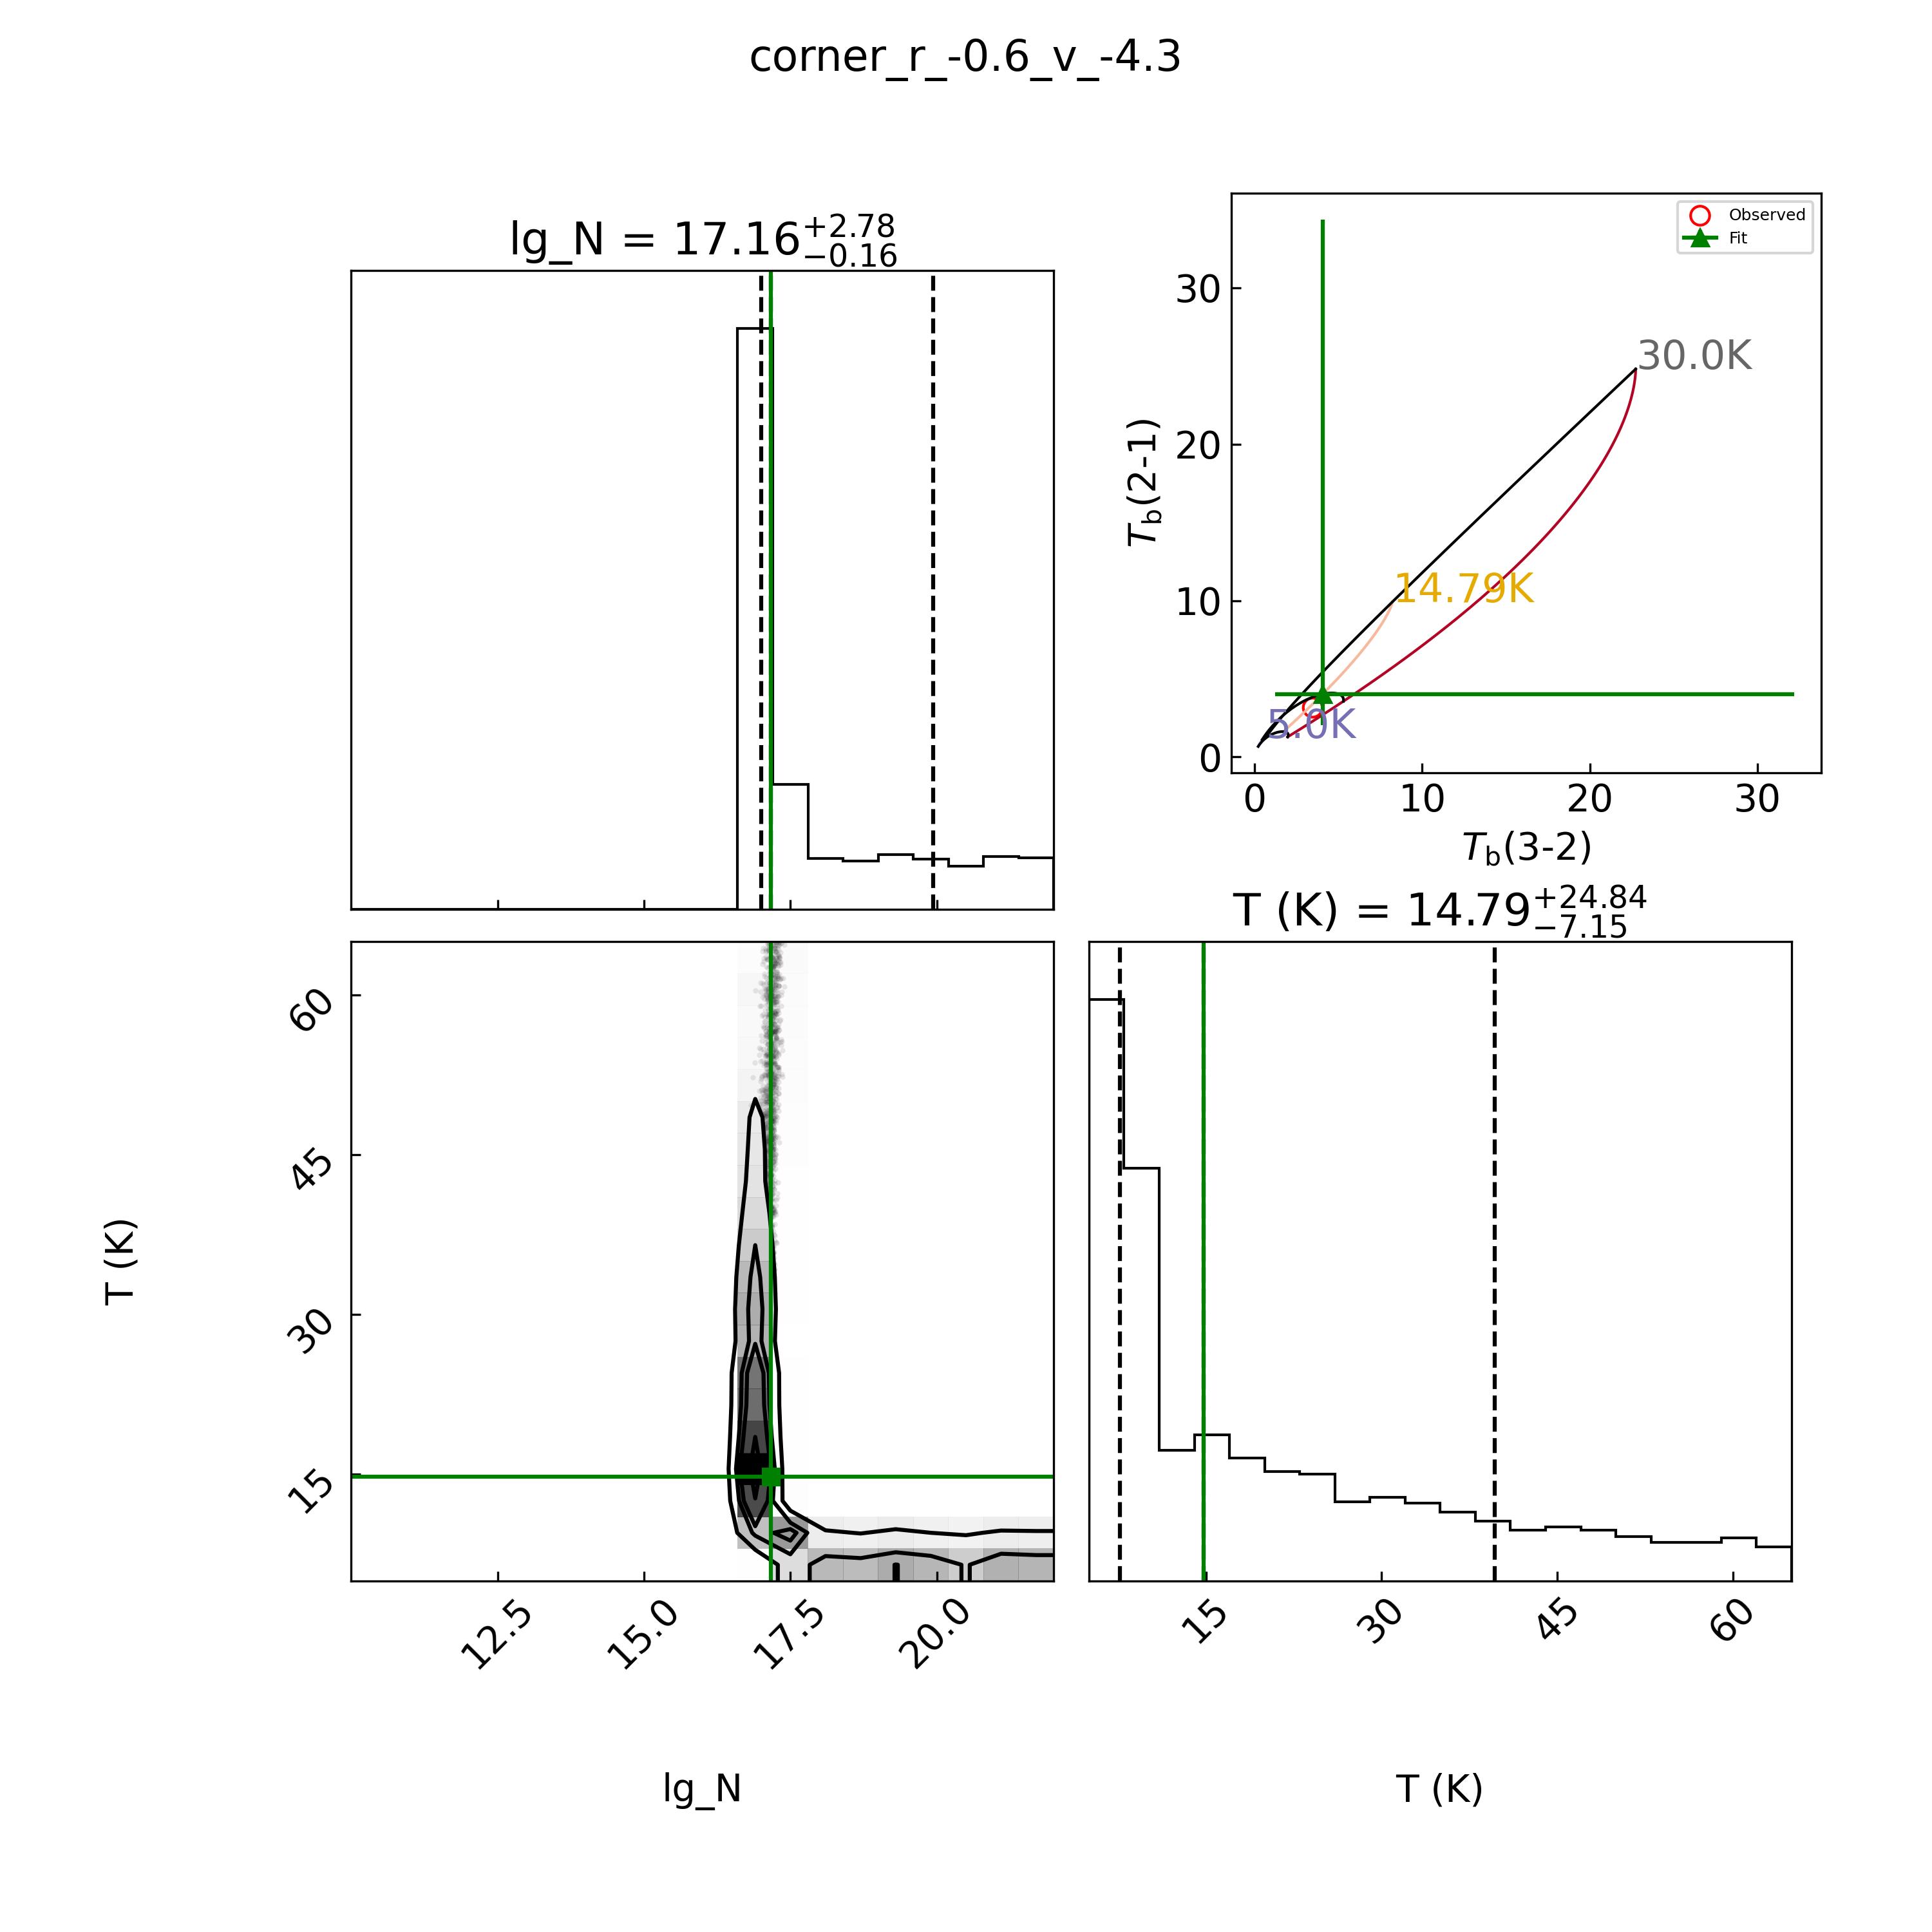 corner_r_-0.6_v_-4.3
lg_N = 17.16+2.78−0.16
Observed
Fit
30
20
10
0
T_b(2-1)
30.0K
14.79K
5.0K
0 10 20 30
T_b(3-2)
T (K) = 14.79+24.84−7.15
60
45
30
15
T (K)
12.5 15.0 17.5 20.0
15 30 45 60
lg_N
T (K)